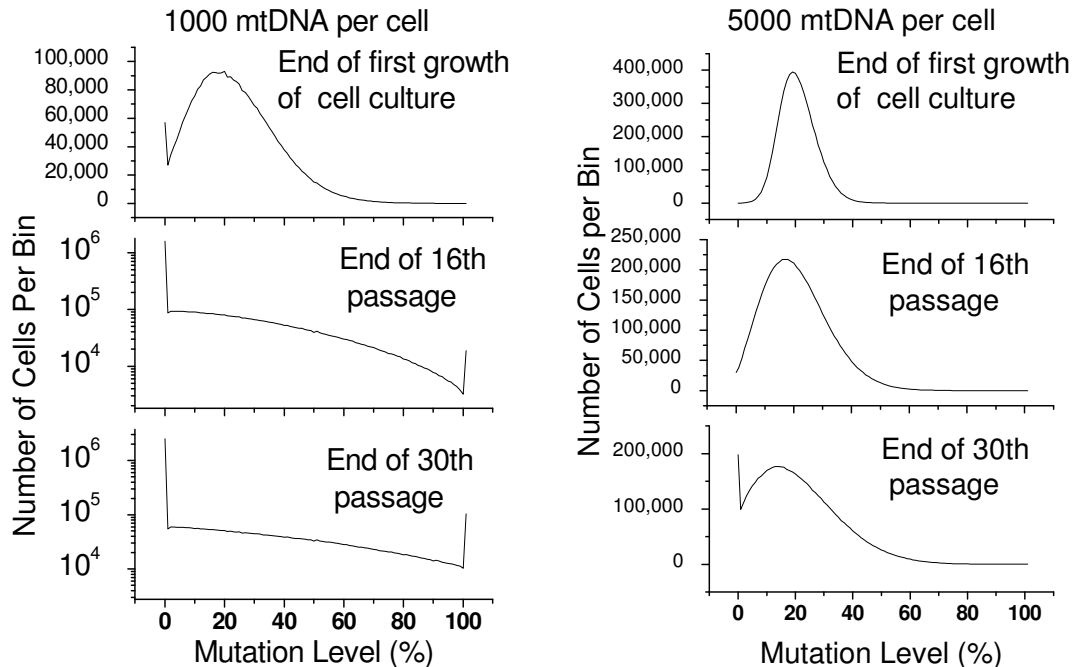 1000 mtDNA per cell
100,000
80,000
60,000
40,000
20,000
0
End of first growth
of cell culture
10^6
10^5
10^4
End of 16th
passage
10^6
10^5
10^4
End of 30th
passage
0 20 40 60 80 100
Mutation Level (%)
Number of Cells Per Bin
5000 mtDNA per cell
400,000
300,000
200,000
100,000
0
End of first growth
of cell culture
250,000
200,000
150,000
100,000
50,000
0
End of 16th
passage
200,000
100,000
0
End of 30th
passage
0 20 40 60 80 100
Mutation Level (%)
Number of Cells per Bin